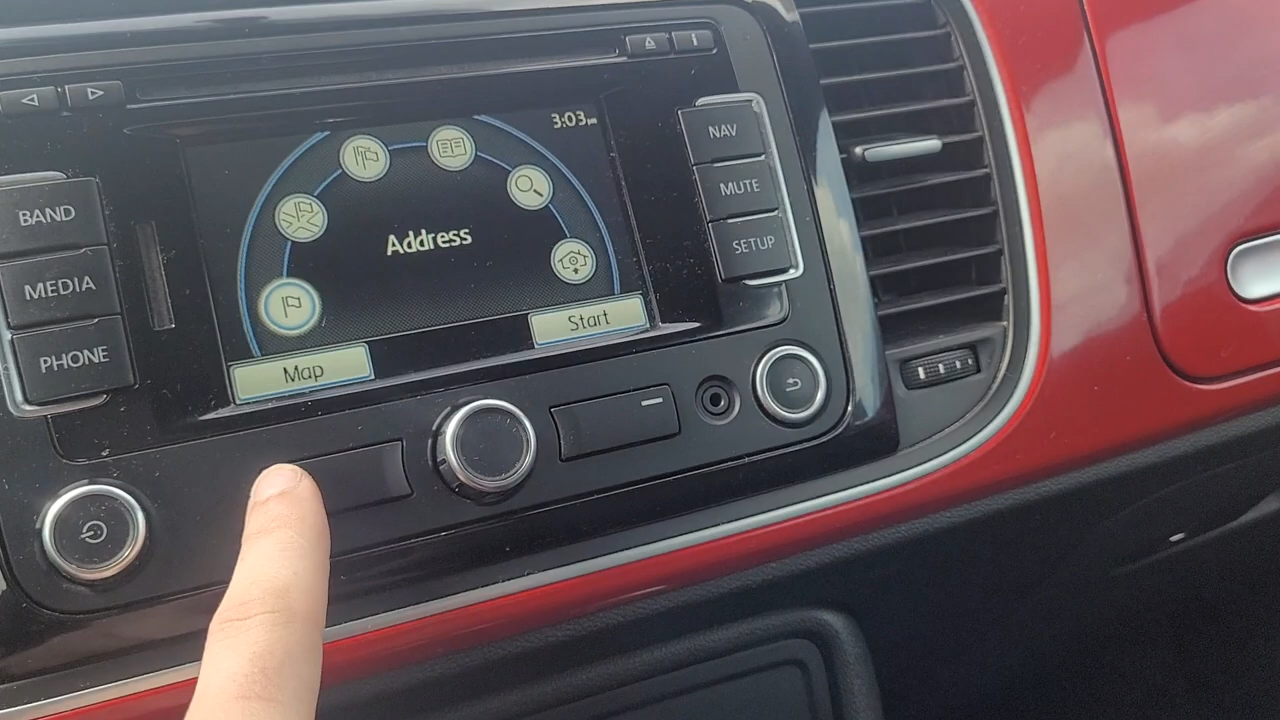 3:03pm
NAV
BAND
MUTE
Address
SETUP
MEDIA
Start
PHONE
Map